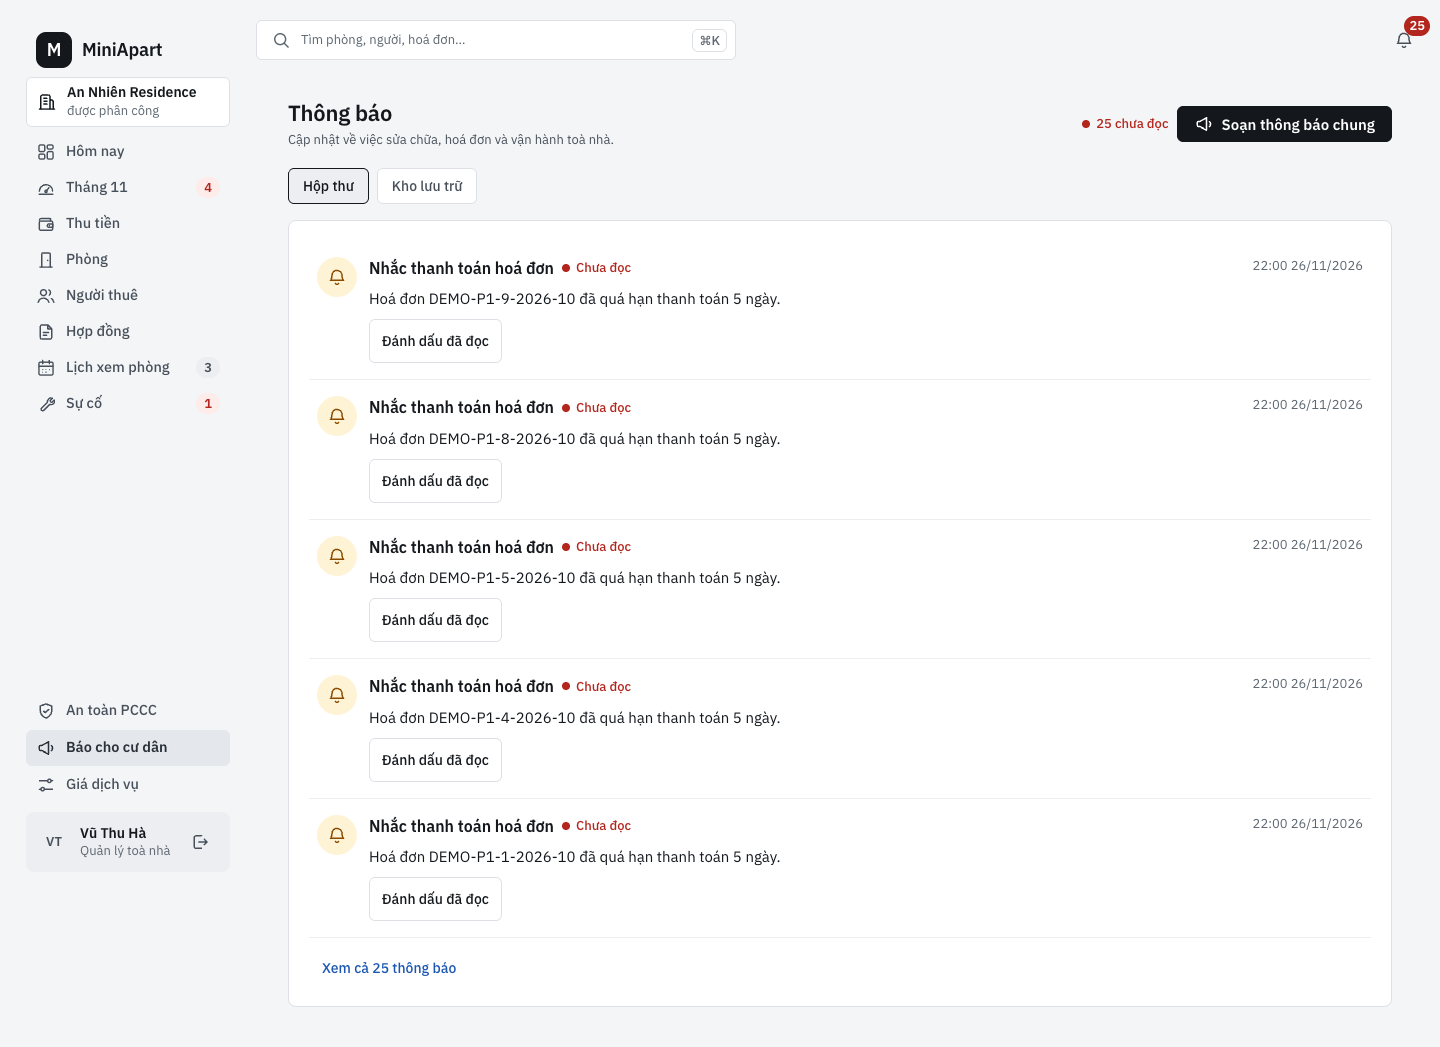 M MiniApart
An Nhiên Residence
được phân công
Hôm nay
Tháng 11 4
Thu tiền
Phòng
Người thuê
Hợp đồng
Lịch xem phòng 3
Sự cố 1
An toàn PCCC
Báo cho cư dân
Giá dịch vụ
VT Vũ Thu Hà
Quản lý toà nhà
Tìm phòng, người, hoá đơn... ⌘K
25
Thông báo
Cập nhật về việc sửa chữa, hoá đơn và vận hành toà nhà.
25 chưa đọc
Soạn thông báo chung
Hộp thư
Kho lưu trữ
Nhắc thanh toán hoá đơn Chưa đọc 22:00 26/11/2026
Hoá đơn DEMO-P1-9-2026-10 đã quá hạn thanh toán 5 ngày.
Đánh dấu đã đọc
Nhắc thanh toán hoá đơn Chưa đọc 22:00 26/11/2026
Hoá đơn DEMO-P1-8-2026-10 đã quá hạn thanh toán 5 ngày.
Đánh dấu đã đọc
Nhắc thanh toán hoá đơn Chưa đọc 22:00 26/11/2026
Hoá đơn DEMO-P1-5-2026-10 đã quá hạn thanh toán 5 ngày.
Đánh dấu đã đọc
Nhắc thanh toán hoá đơn Chưa đọc 22:00 26/11/2026
Hoá đơn DEMO-P1-4-2026-10 đã quá hạn thanh toán 5 ngày.
Đánh dấu đã đọc
Nhắc thanh toán hoá đơn Chưa đọc 22:00 26/11/2026
Hoá đơn DEMO-P1-1-2026-10 đã quá hạn thanh toán 5 ngày.
Đánh dấu đã đọc
Xem cả 25 thông báo